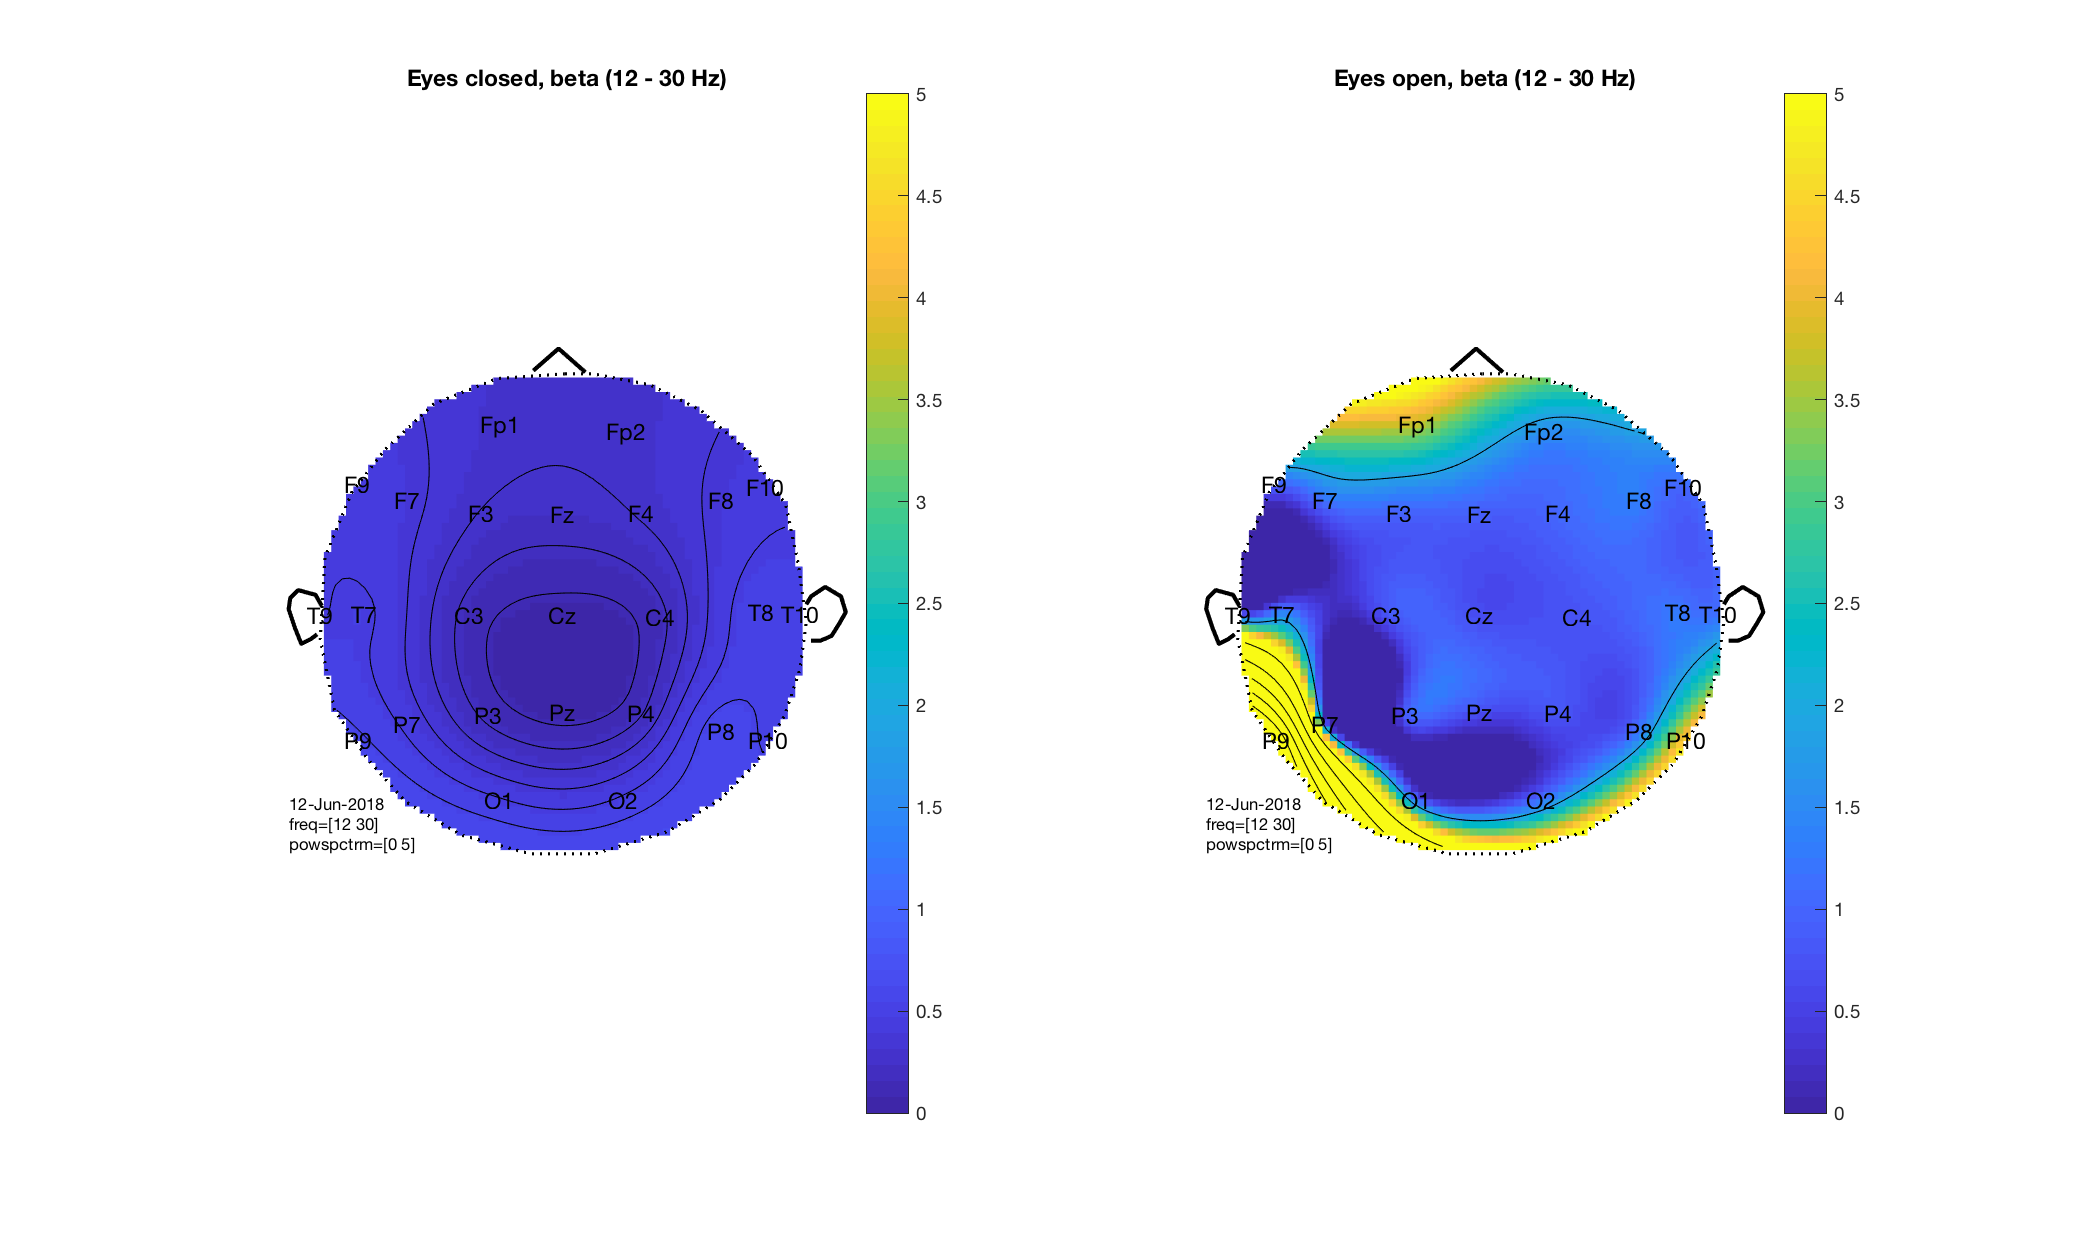 Eyes closed, beta (12 - 30 Hz)
5
4.5
4
3.5
3
2.5
2
1.5
1
0.5
0
Fp1 Fp2
F9 F10
F7 F8
F3 Fz F4
T9 T7 C3 Cz C4 T8 T10
P3 Pz P4
P7 P8
P9 P10
O1 O2
12-Jun-2018
freq=[12 30]
powspctrm=[0 5]
Eyes open, beta (12 - 30 Hz)
5
4.5
4
3.5
3
2.5
2
1.5
1
0.5
0
Fp1 Fp2
F9 F10
F7 F8
F3 Fz F4
T9 T7 C3 Cz C4 T8 T10
P3 Pz P4
P7 P8
P9 P10
O1 O2
12-Jun-2018
freq=[12 30]
powspctrm=[0 5]